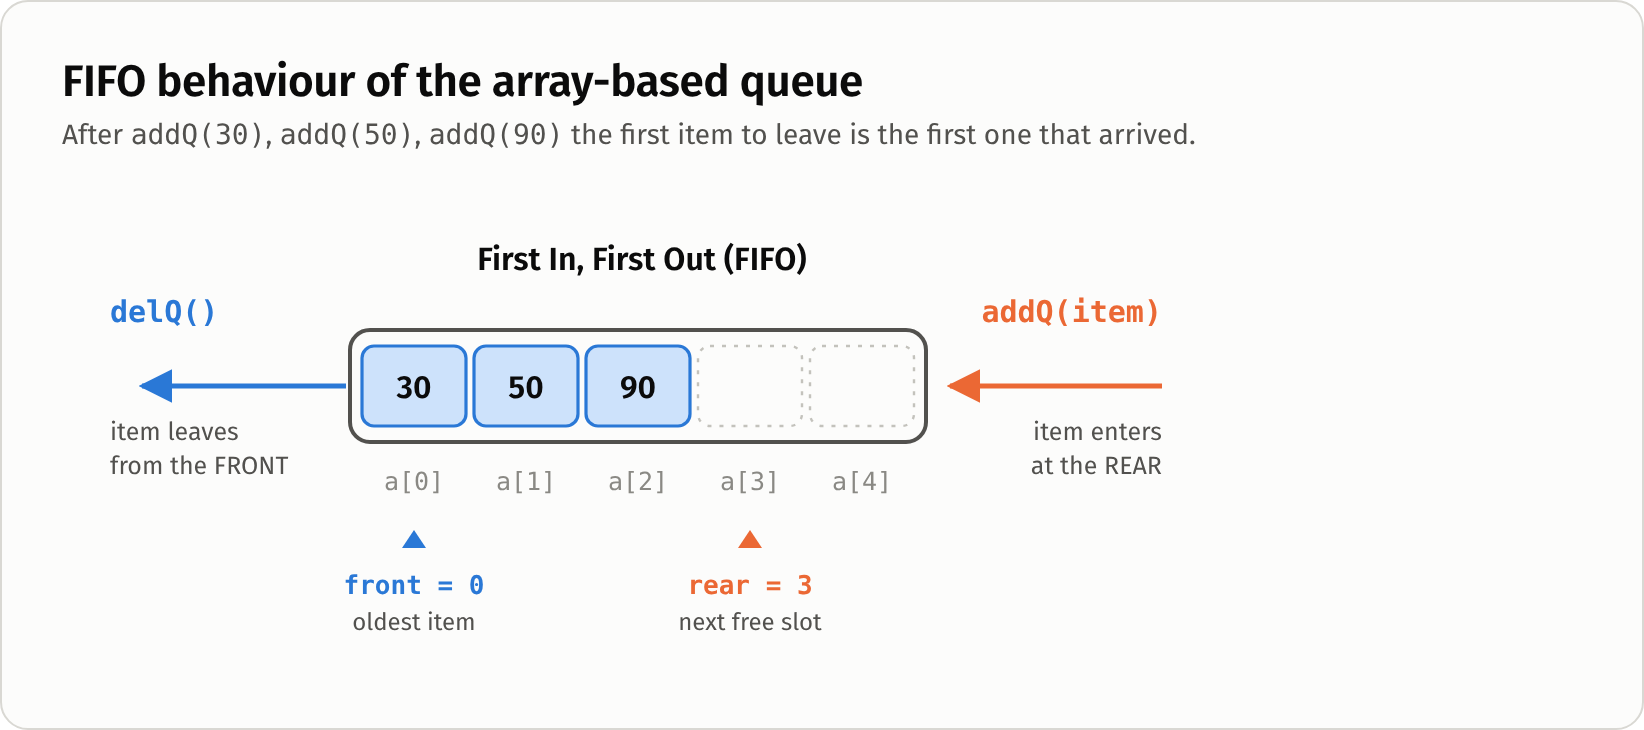 FIFO behaviour of the array-based queue
After addQ(30), addQ(50), addQ(90) the first item to leave is the first one that arrived.
First In, First Out (FIFO)
delQ()
addQ(item)
30 50 90
item leaves
from the FRONT
item enters
at the REAR
a[0] a[1] a[2] a[3] a[4]
front = 0
oldest item
rear = 3
next free slot